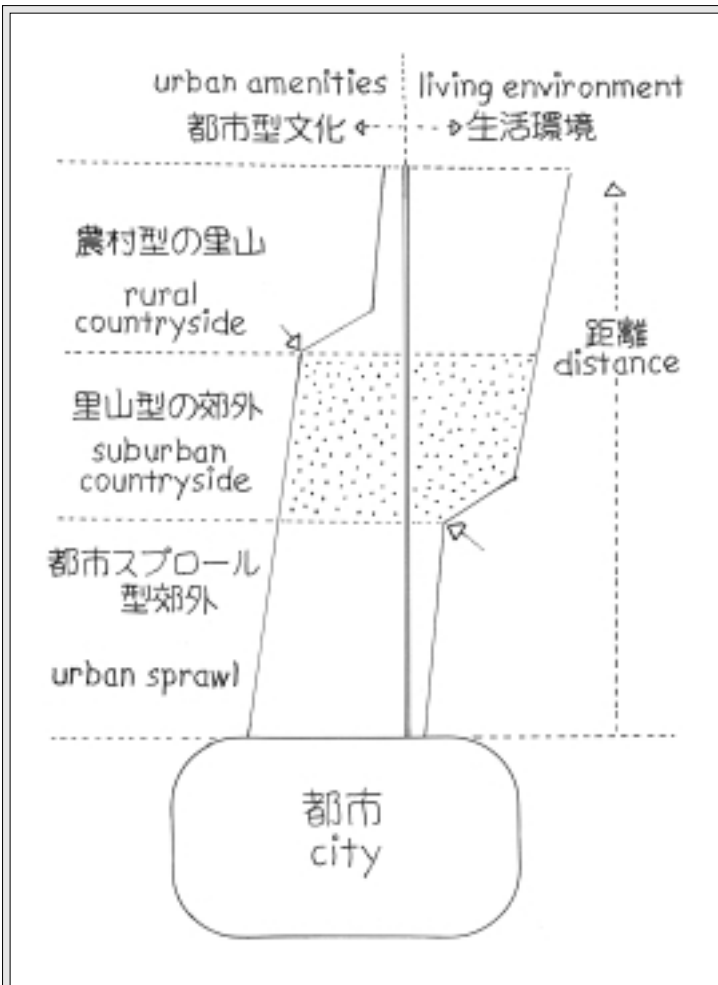 urban amenities
living environment
都市型文化
生活環境
農村型の里山
rural
countryside
距離
distance
里山型の郊外
suburban
countryside
都市スプロール
型郊外
urban sprawl
都市
city